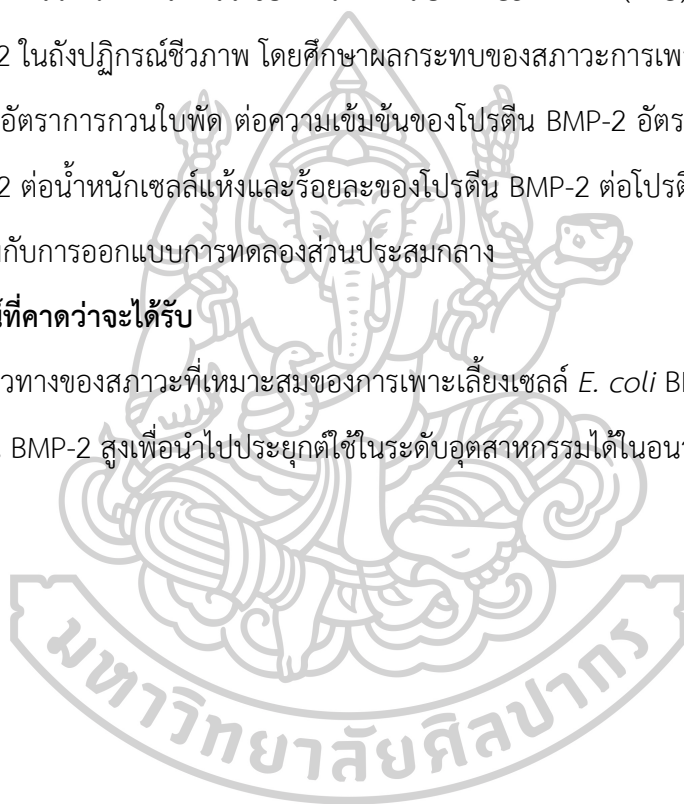 2 ในถังปฏิกรณ์ชีวภาพ โดยศึกษาผลกระทบของสภาวะการเพ
อัตราการกวนใบพัด ต่อความเข้มข้นของโปรตีน BMP-2 อัตร
2 ต่อน้ำหนักเซลล์แห้งและร้อยละของโปรตีน BMP-2 ต่อโปรตี
กับการออกแบบการทดลองส่วนประสมกลาง
ที่คาดว่าจะได้รับ
วทางของสภาวะที่เหมาะสมของการเพาะเลี้ยงเซลล์ E. coli B
BMP-2 สูงเพื่อนำไปประยุกต์ใช้ในระดับอุตสาหกรรมได้ในอนา
มหาวิทยาลัยศิลปากร